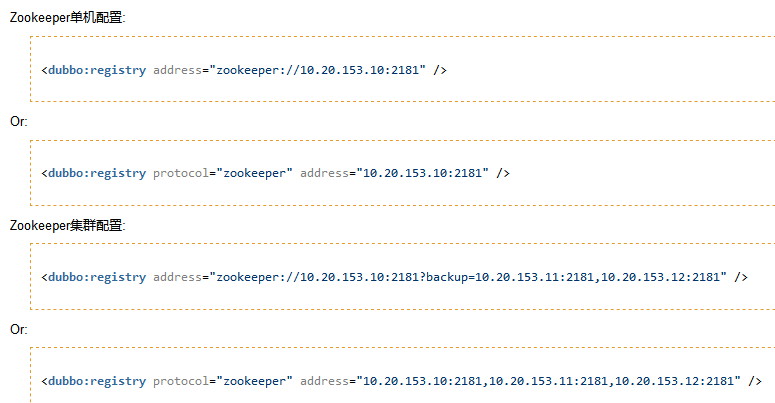 Zookeeper单机配置:
<dubbo:registry address="zookeeper://10.20.153.10:2181" />
Or:
<dubbo:registry protocol="zookeeper" address="10.20.153.10:2181" />
Zookeeper集群配置:
<dubbo:registry address="zookeeper://10.20.153.10:2181?backup=10.20.153.11:2181,10.20.153.12:2181" />
Or:
<dubbo:registry protocol="zookeeper" address="10.20.153.10:2181,10.20.153.11:2181,10.20.153.12:2181" />